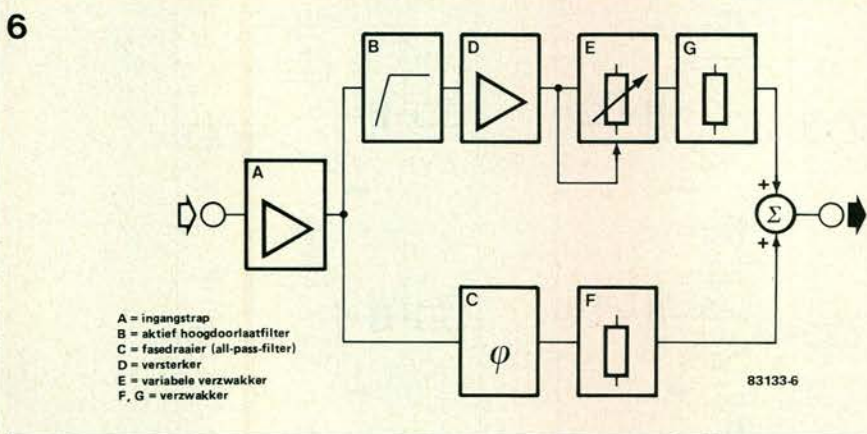 6
B
D
E
G
A
+
Σ
+
C
F
φ
A = ingangstrap
B = aktief hoogdoorlaatfilter
C = fasedraaier (all-pass-filter)
D = versterker
E = variabele verzwakker
F, G = verzwakker
83133-6